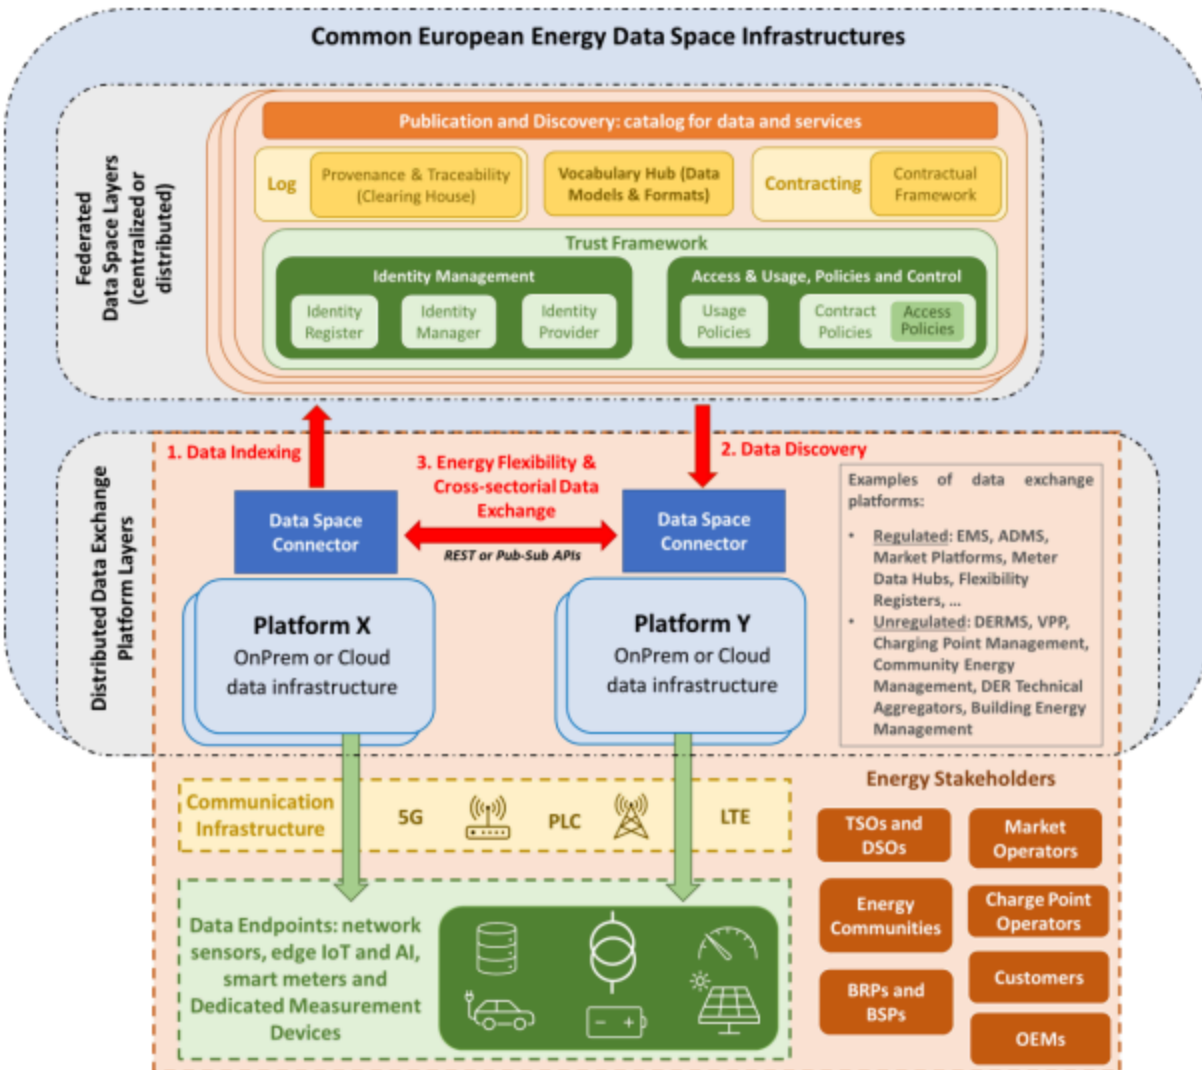 Common European Energy Data Space Infrastructures
Federated
Data Space Layers
(centralized or
distributed)
Publication and Discovery: catalog for data and services
Log
Provenance & Traceability
(Clearing House)
Vocabulary Hub (Data
Models & Formats)
Contracting
Contractual
Framework
Trust Framework
Identity Management
Identity
Register
Identity
Manager
Identity
Provider
Access & Usage, Policies and Control
Usage
Policies
Contract
Policies
Access
Policies
Distributed Data Exchange
Platform Layers
1. Data Indexing
2. Data Discovery
3. Energy Flexibility &
Cross-sectorial Data
Exchange
REST or Pub-Sub APIs
Data Space
Connector
Data Space
Connector
Platform X
OnPrem or Cloud
data infrastructure
Platform Y
OnPrem or Cloud
data infrastructure
Examples of data exchange
platforms:
• Regulated: EMS, ADMS,
Market Platforms, Meter
Data Hubs, Flexibility
Registers, ...
• Unregulated: DERMS, VPP,
Charging Point Management,
Community Energy
Management, DER Technical
Aggregators, Building Energy
Management
Communication
Infrastructure
5G
PLC
LTE
Data Endpoints: network
sensors, edge IoT and AI,
smart meters and
Dedicated Measurement
Devices
Energy Stakeholders
TSOs and
DSOs
Market
Operators
Energy
Communities
Charge Point
Operators
BRPs and
BSPs
Customers
OEMs